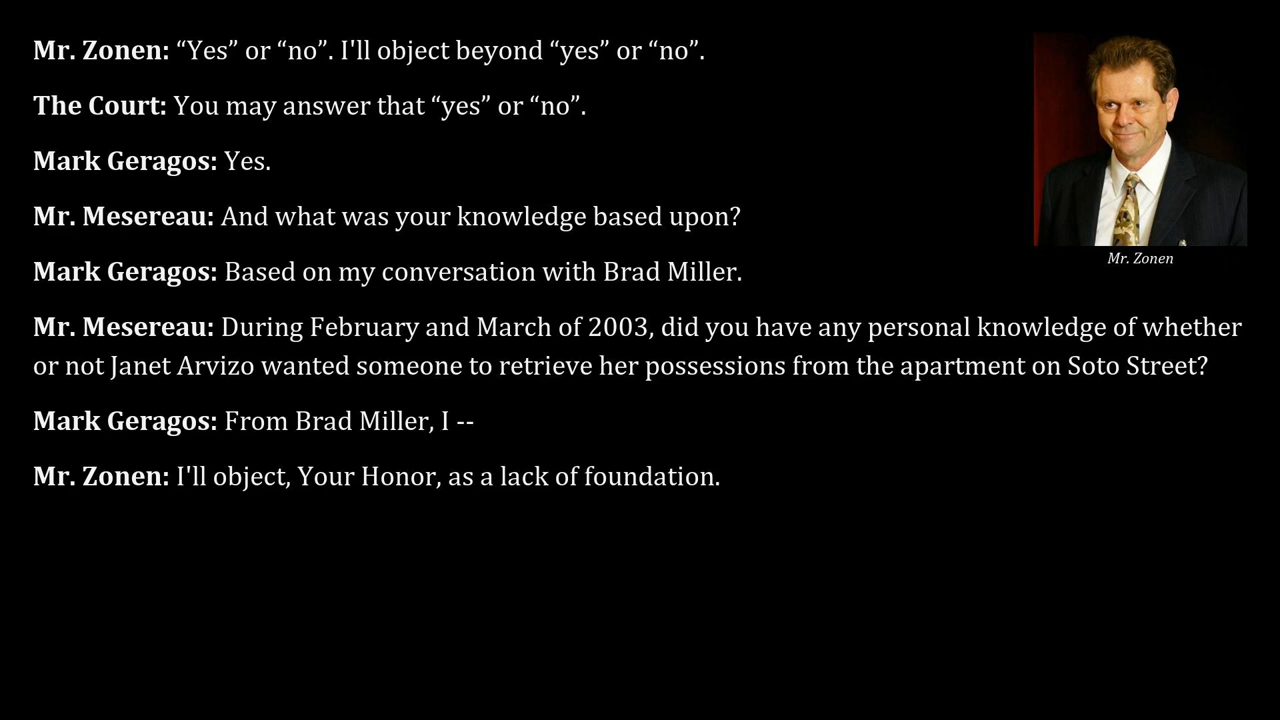 Mr. Zonen: “Yes” or “no”. I'll object beyond “yes” or “no”.
The Court: You may answer that “yes” or “no”.
Mark Geragos: Yes.
Mr. Mesereau: And what was your knowledge based upon?
Mark Geragos: Based on my conversation with Brad Miller.
Mr. Zonen
Mr. Mesereau: During February and March of 2003, did you have any personal knowledge of whether
or not Janet Arvizo wanted someone to retrieve her possessions from the apartment on Soto Street?
Mark Geragos: From Brad Miller, I --
Mr. Zonen: I'll object, Your Honor, as a lack of foundation.